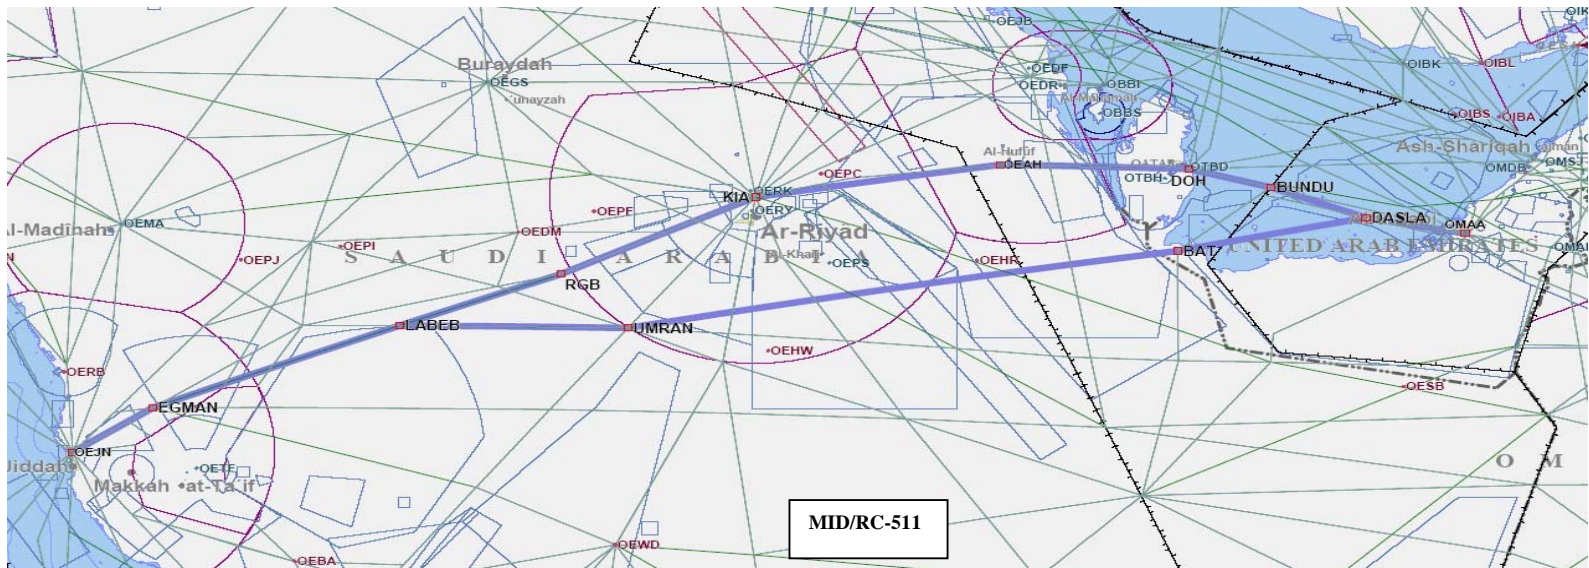 OEJB
OIK
Buraydah
OEGS
unayzah
OEDF
OEDR
OBBI
OBBS
OIBK
OIBL
OIBS
OIBA
Ash-Shariqah
OMDB
OMSJ
Al-Hufuf
OEAH
QATAR
OTBD
OTBH
DOH
OEPC
KIA
OERK
OERY
BUNDU
OEMA
l-Madinah
OEPF
OEDM
Ar-Riyad
DASLA
OMAA
OEPI
OEPJ
SAUDI ARABIA
Al-Kharj
OEPS
OEHR
BAT
UNITED ARAB EMIRATES
RGB
LABEB
UMRAN
OEHW
OERB
OESB
EGMAN
OEJN
Jiddah
OETF
O M
Makkah
at-Ta'if
MID/RC-511
OEWD
OEBA